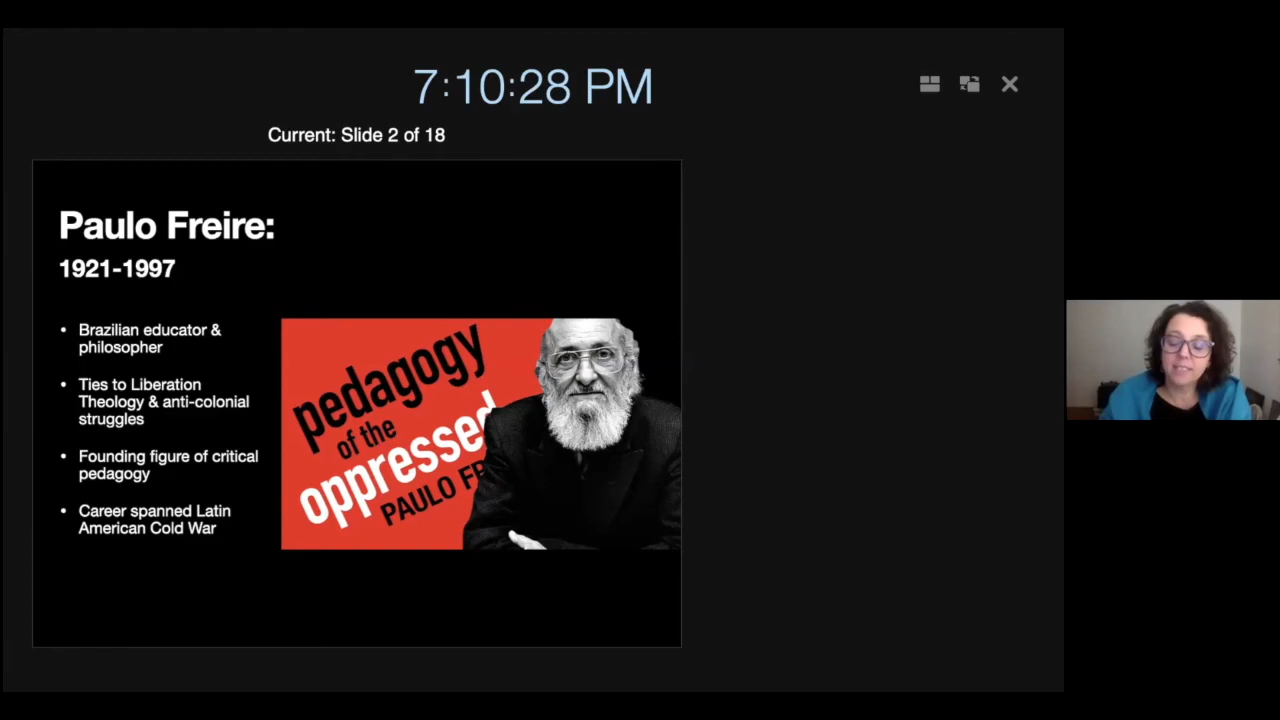 7:10:28 PM
Current: Slide 2 of 18
Paulo Freire:
1921-1997
• Brazilian educator &
philosopher
• Ties to Liberation
Theology & anti-colonial
struggles
• Founding figure of critical
pedagogy
• Career spanned Latin
American Cold War
pedagogy
of the
oppressed
PAULO FR